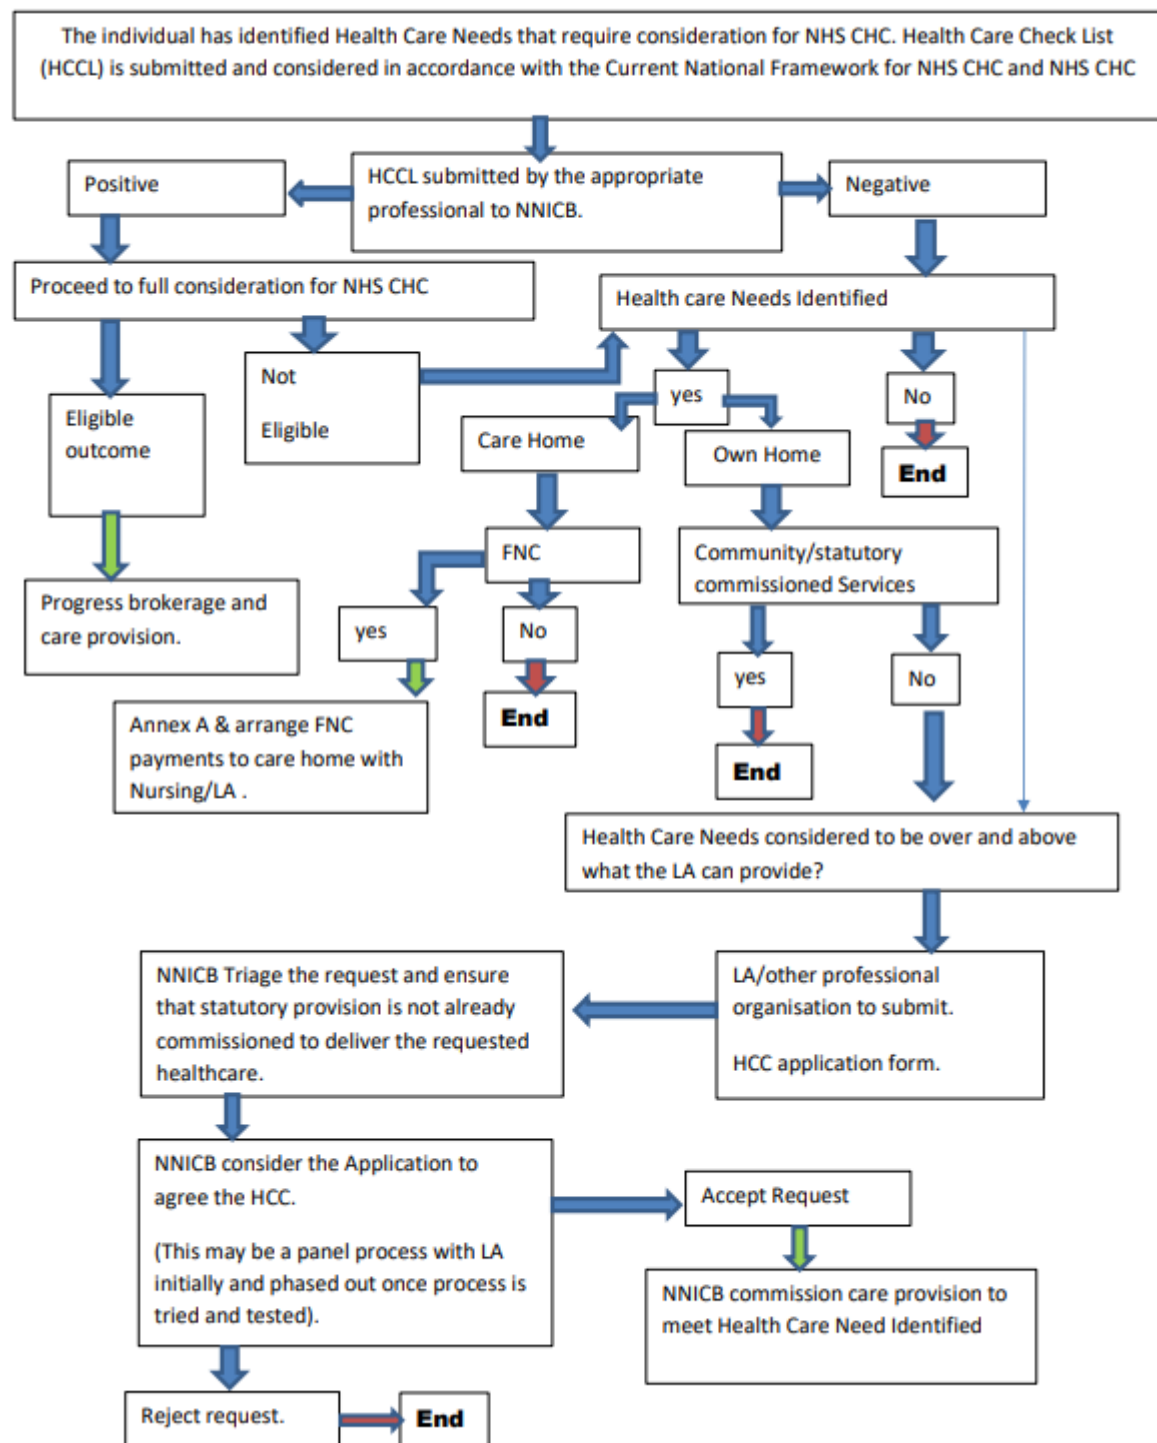 The individual has identified Health Care Needs that require consideration for NHS CHC. Health Care Check List
(HCCL) is submitted and considered in accordance with the Current National Framework for NHS CHC and NHS CHC
Positive
HCCL submitted by the appropriate
professional to NNICB.
Negative
Proceed to full consideration for NHS CHC
Health care Needs Identified
Not
Eligible
yes
No
Eligible
outcome
Care Home
Own Home
End
FNC
Community/statutory
commissioned Services
Progress brokerage and
care provision.
yes
No
yes
No
Annex A & arrange FNC
payments to care home with
Nursing/LA .
End
End
Health Care Needs considered to be over and above
what the LA can provide?
NNICB Triage the request and ensure
that statutory provision is not already
commissioned to deliver the requested
healthcare.
LA/other professional
organisation to submit.
HCC application form.
NNICB consider the Application to
agree the HCC.
(This may be a panel process with LA
initially and phased out once process is
tried and tested).
Accept Request
NNICB commission care provision to
meet Health Care Need Identified
Reject request.
End